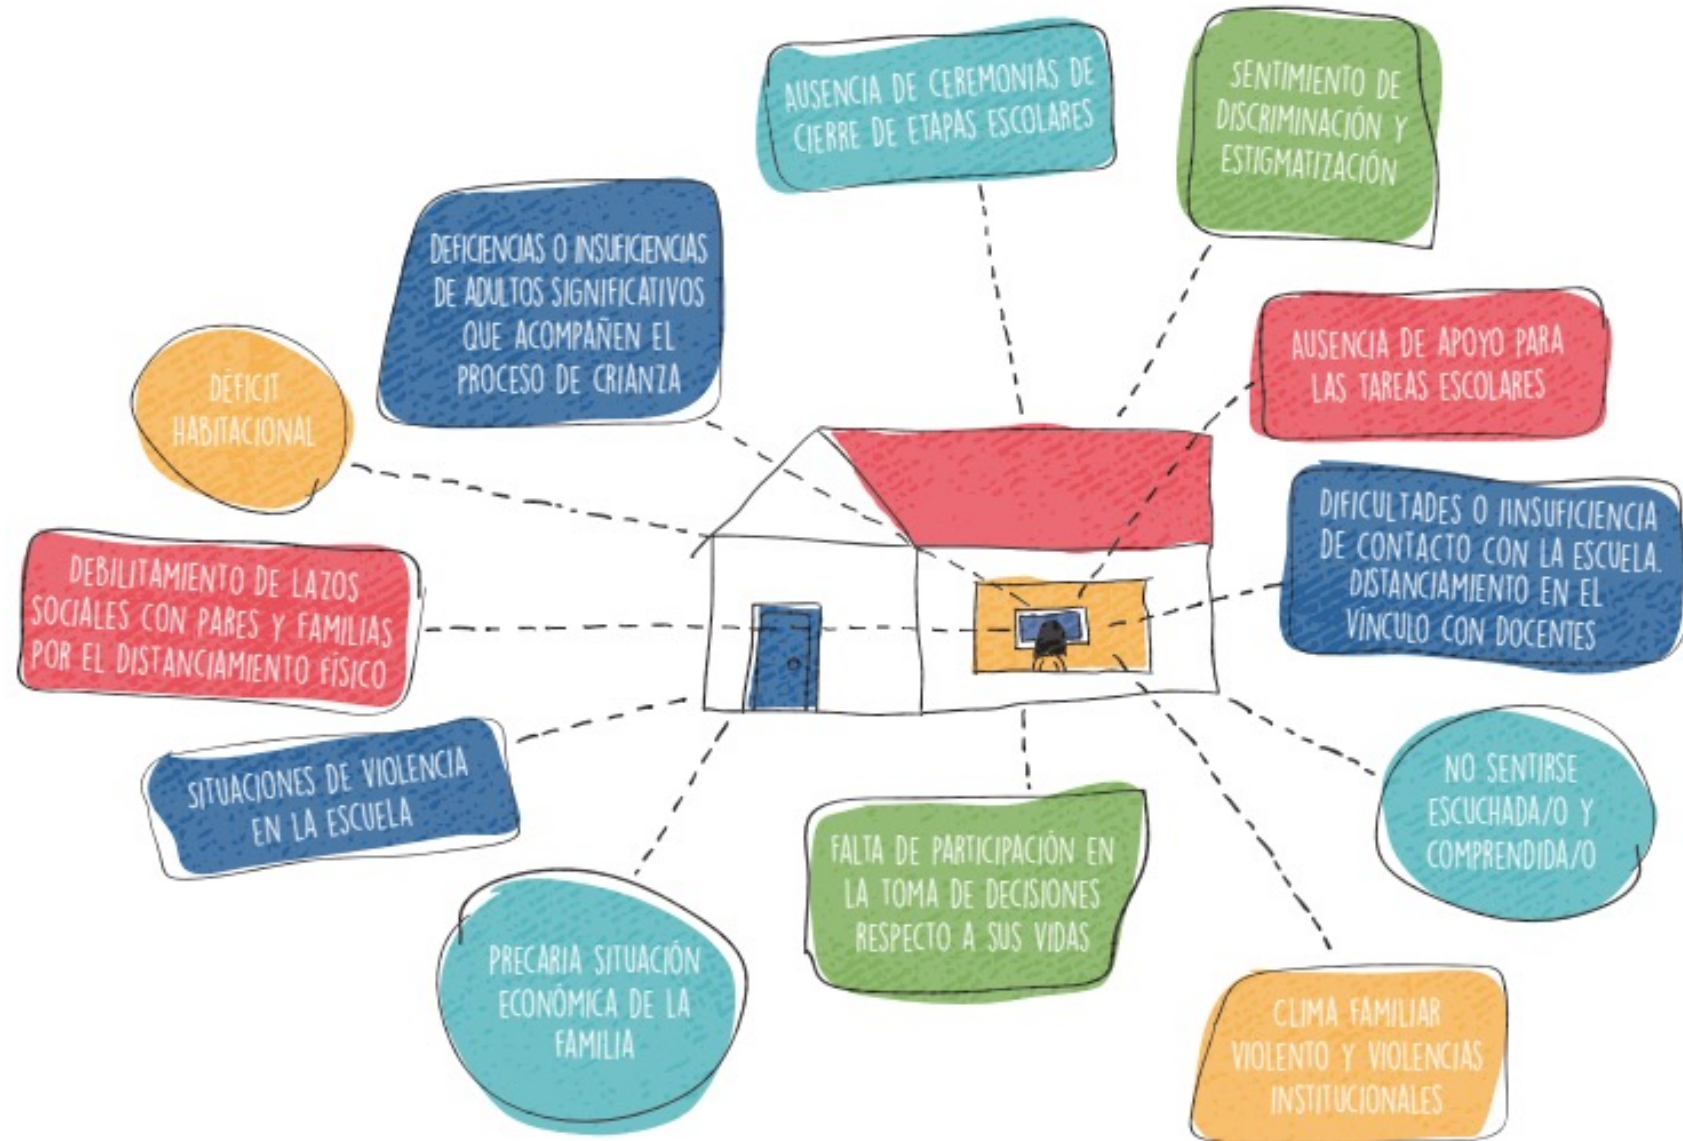 AUSENCIA DE CEREMONIAS DE
CIERRE DE ETAPAS ESCOLARES
SENTIMIENTO DE
DISCRIMINACIÓN Y
ESTIGMATIZACIÓN
DEFICIENCIAS O INSUFICIENCIAS
DE ADULTOS SIGNIFICATIVOS
QUE ACOMPAÑEN EL
PROCESO DE CRIANZA
AUSENCIA DE APOYO PARA
LAS TAREAS ESCOLARES
DÉFICIT
HABITACIONAL
DIFICULTADES O IINSUFICIENCIA
DE CONTACTO CON LA ESCUELA.
DISTANCIAMIENTO EN EL
VÍNCULO CON DOCENTES
DEBILITAMIENTO DE LAZOS
SOCIALES CON PARES Y FAMILIAS
POR EL DISTANCIAMIENTO FÍSICO
SITUACIONES DE VIOLENCIA
EN LA ESCUELA
NO SENTIRSE
ESCUCHADA/O Y
COMPRENDIDA/O
FALTA DE PARTICIPACIÓN EN
LA TOMA DE DECISIONES
RESPECTO A SUS VIDAS
PRECARIA SITUACIÓN
ECONÓMICA DE LA
FAMILIA
CLIMA FAMILIAR
VIOLENTO Y VIOLENCIAS
INSTITUCIONALES